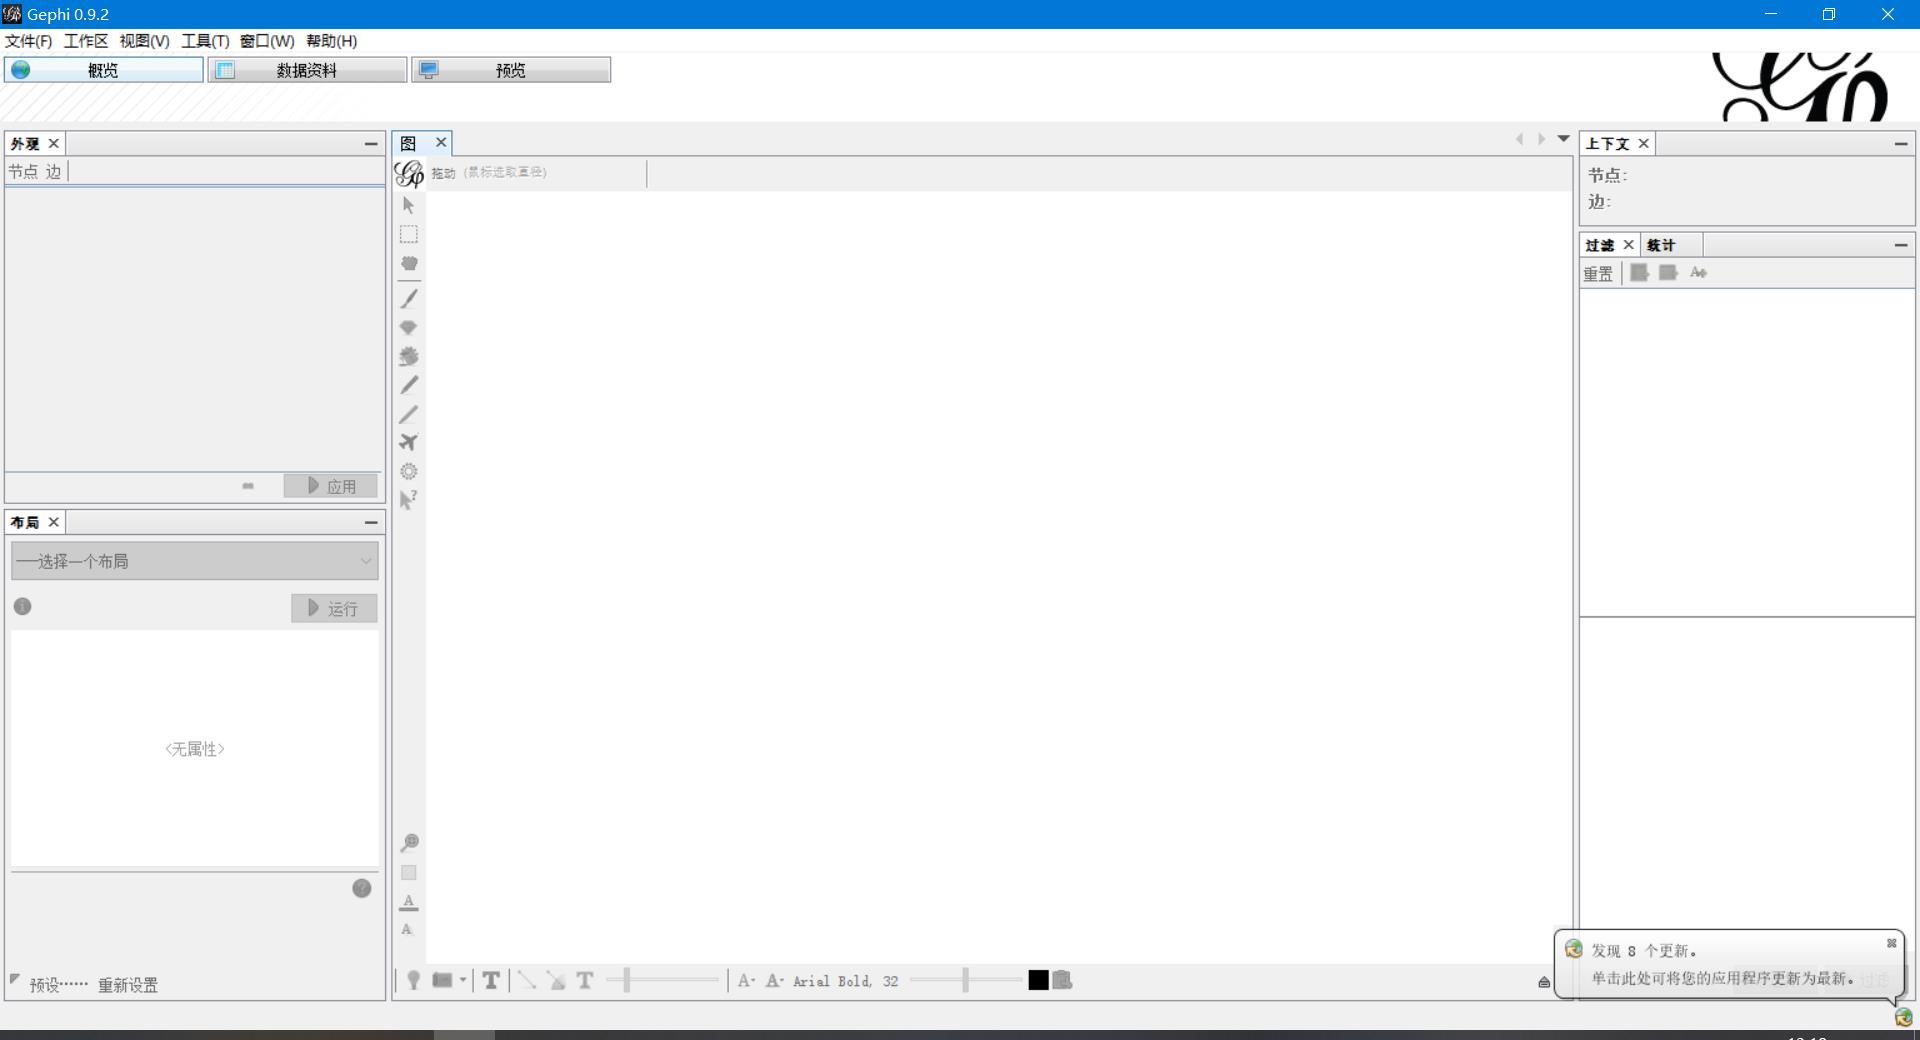 Gephi 0.9.2
文件(F) 工作区 视图(V) 工具(T) 窗口(W) 帮助(H)
概览 数据资料 预览
外观
节点 边
应用
布局
---选择一个布局
运行
<无属性>
预设…… 重新设置
图
拖动 (鼠标选取直径)
Arial Bold, 32
上下文
节点:
边:
过滤 统计
重置
发现 8 个更新。
单击此处可将您的应用程序更新为最新。